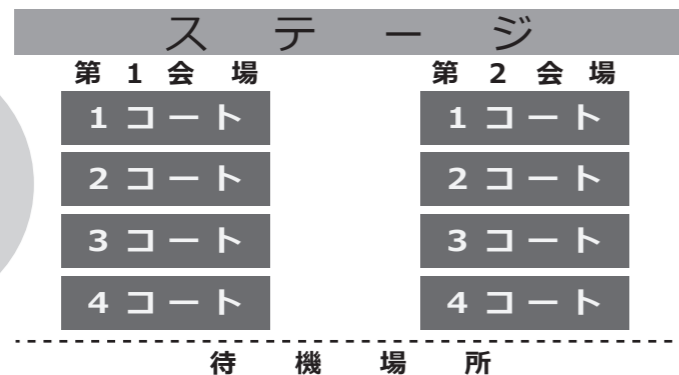 ステージ
第1会場 第2会場
1コート 1コート
2コート 2コート
3コート 3コート
4コート 4コート
待機場所